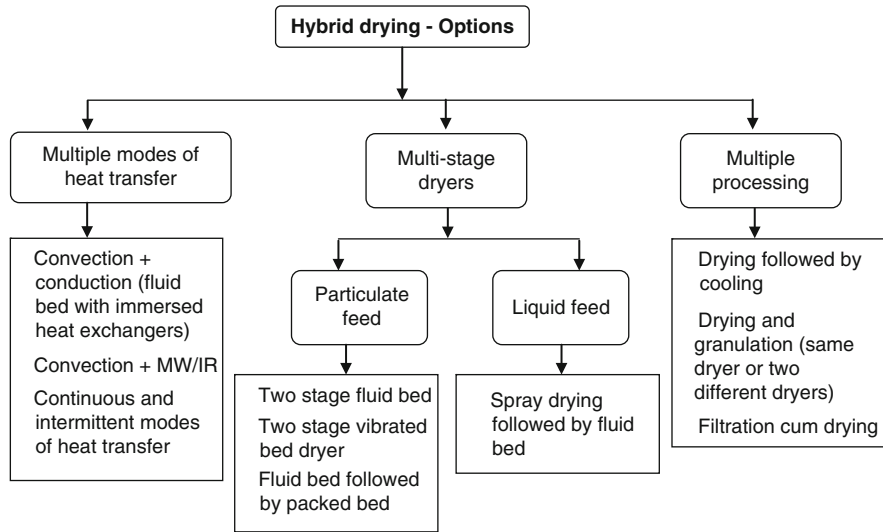 Hybrid drying - Options
Multiple modes of
heat transfer
Multi-stage
dryers
Multiple
processing
Convection +
conduction (fluid
bed with immersed
heat exchangers)
Convection + MW/IR
Continuous and
intermittent modes
of heat transfer
Particulate
feed
Liquid feed
Two stage fluid bed
Two stage vibrated
bed dryer
Fluid bed followed
by packed bed
Spray drying
followed by fluid
bed
Drying followed by
cooling
Drying and
granulation (same
dryer or two
different dryers)
Filtration cum drying